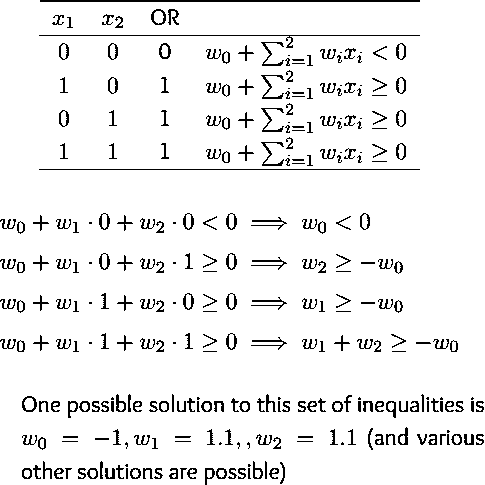 x₁ x₂ OR
0 0 0 w₀ + ∑²ᵢ₌₁ wᵢxᵢ < 0
1 0 1 w₀ + ∑²ᵢ₌₁ wᵢxᵢ ≥ 0
0 1 1 w₀ + ∑²ᵢ₌₁ wᵢxᵢ ≥ 0
1 1 1 w₀ + ∑²ᵢ₌₁ wᵢxᵢ ≥ 0
w₀ + w₁ · 0 + w₂ · 0 < 0 ⟹ w₀ < 0
w₀ + w₁ · 0 + w₂ · 1 ≥ 0 ⟹ w₂ ≥ −w₀
w₀ + w₁ · 1 + w₂ · 0 ≥ 0 ⟹ w₁ ≥ −w₀
w₀ + w₁ · 1 + w₂ · 1 ≥ 0 ⟹ w₁ + w₂ ≥ −w₀
One possible solution to this set of inequalities is
w₀ = −1, w₁ = 1.1, , w₂ = 1.1 (and various
other solutions are possible)